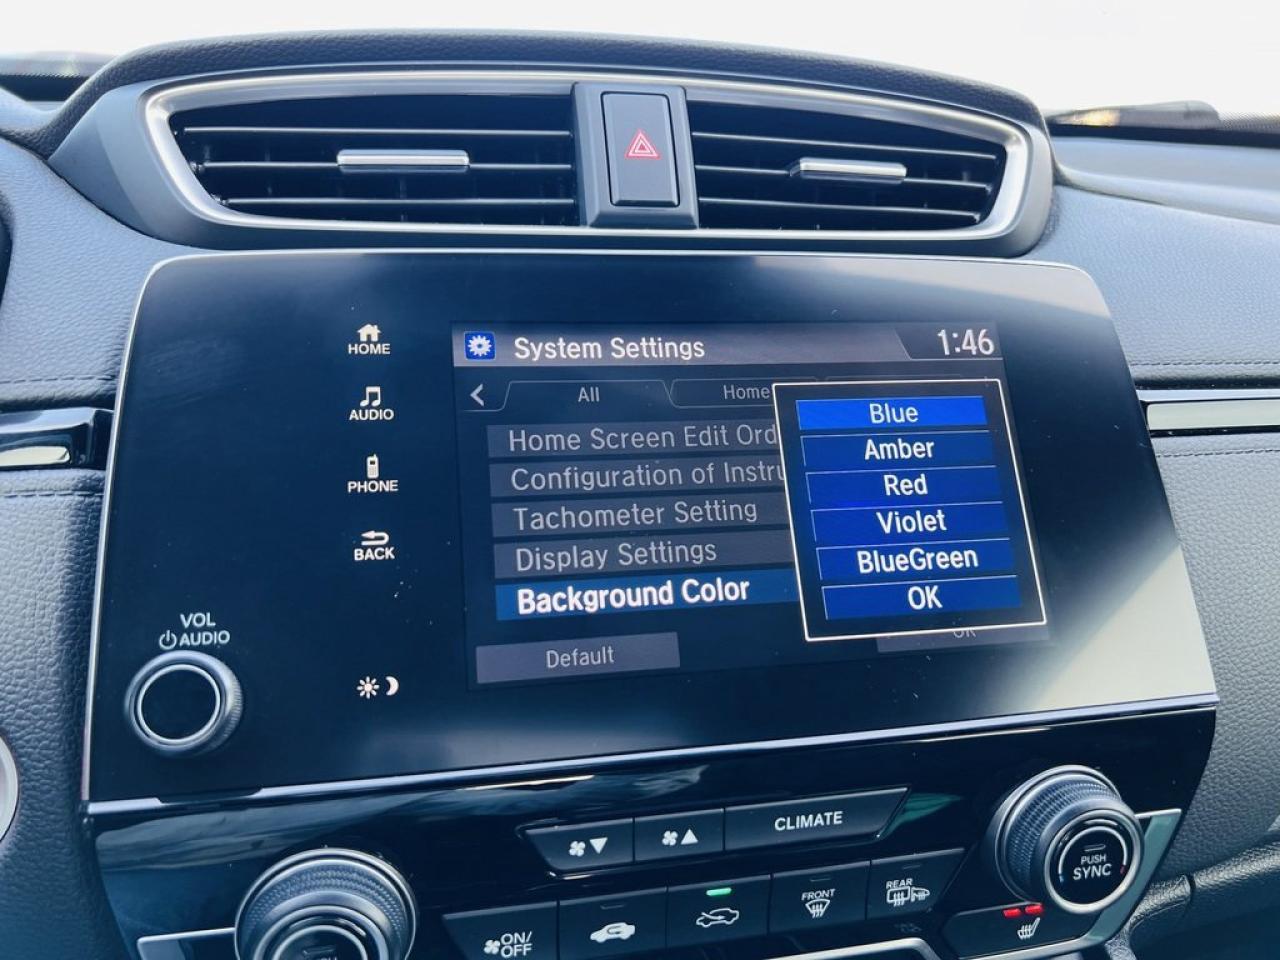 HOME
AUDIO
PHONE
BACK
VOL
AUDIO
System Settings
1:46
All
Home
Home Screen Edit Ord
Configuration of Instru
Tachometer Setting
Display Settings
Background Color
Default
OK
Blue
Amber
Red
Violet
BlueGreen
OK
CLIMATE
ON/
OFF
FRONT
REAR
PUSH
SYNC
PUSH